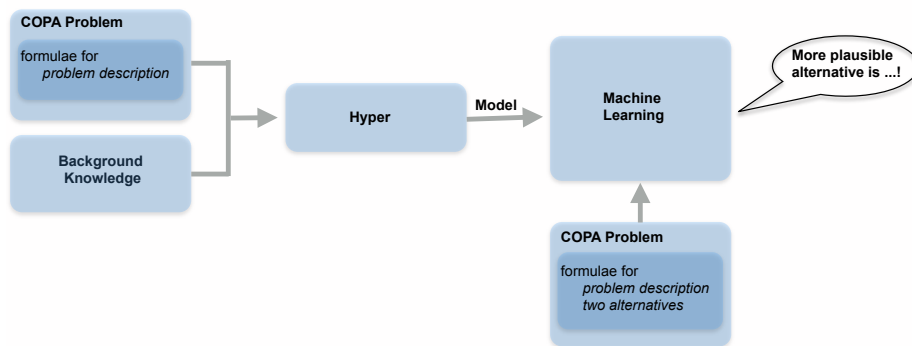 COPA Problem
formulae for
problem description
Background
Knowledge
Hyper
Model
Machine
Learning
More plausible
alternative is ...!
COPA Problem
formulae for
problem description
two alternatives